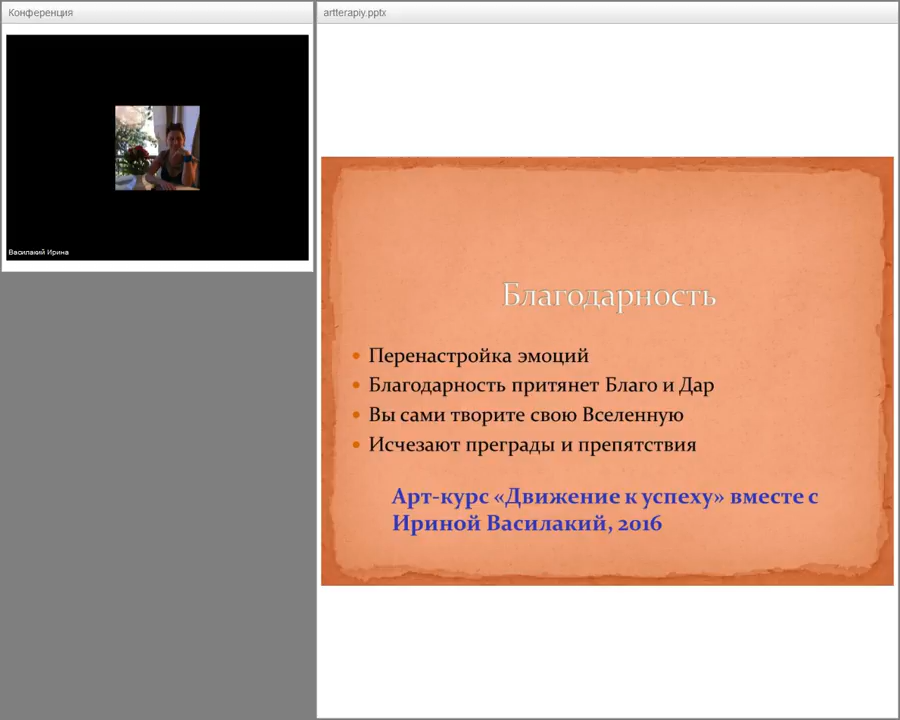 Конференция
Василакий Ирина
artterapiy.pptx
Благодарность
• Перенастройка эмоций
• Благодарность притянет Благо и Дар
• Вы сами творите свою Вселенную
• Исчезают преграды и препятствия
Арт-курс «Движение к успеху» вместе с
Ириной Василакий, 2016